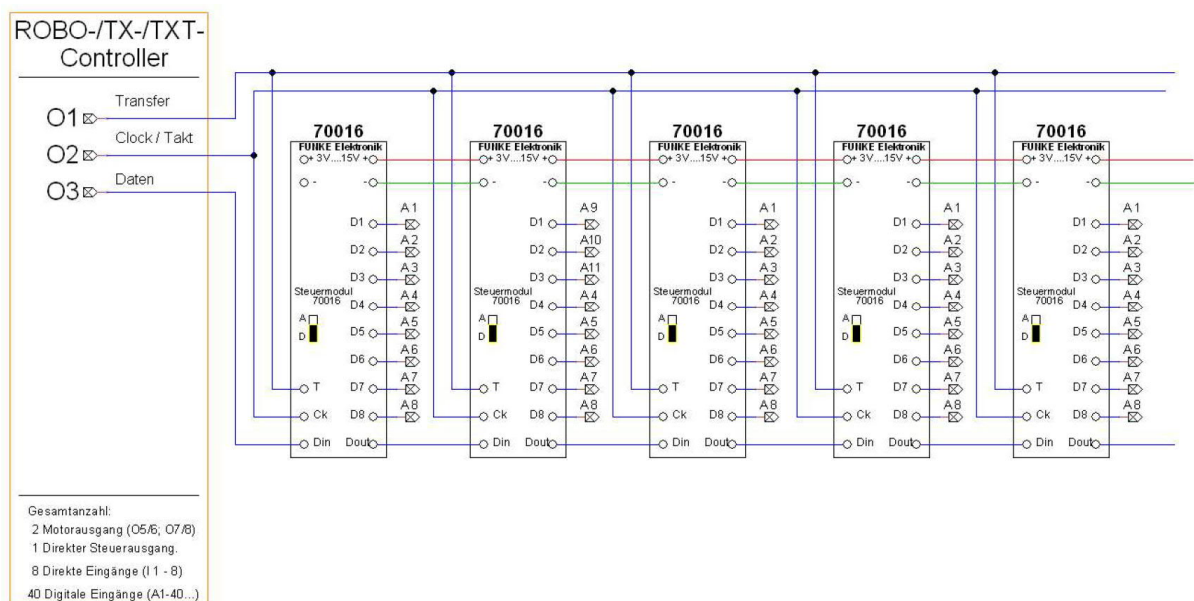 ROBO-/TX-/TXT-
Controller
O1 Transfer
O2 Clock / Takt
O3 Daten
Gesamtanzahl:
2 Motorausgang (O5/6; O7/8)
1 Direkter Steuerausgang.
8 Direkte Eingänge (I 1 - 8)
40 Digitale Eingänge (A1-40...)
70016
FUNKE Elektronik
+ 3V....15V +
- -
D1 A1
D2 A2
D3 A3
Steuermodul
70016
D4 A4
A
D
D5 A5
D6 A6
T D7 A7
Ck D8 A8
Din Dout
70016
FUNKE Elektronik
+ 3V....15V +
- -
D1 A9
D2 A10
D3 A11
Steuermodul
70016
D4 A4
A
D
D5 A5
D6 A6
T D7 A7
Ck D8 A8
Din Dout
70016
FUNKE Elektronik
+ 3V....15V +
- -
D1 A1
D2 A2
D3 A3
Steuermodul
70016
D4 A4
A
D
D5 A5
D6 A6
T D7 A7
Ck D8 A8
Din Dout
70016
FUNKE Elektronik
+ 3V....15V +
- -
D1 A1
D2 A2
D3 A3
Steuermodul
70016
D4 A4
A
D
D5 A5
D6 A6
T D7 A7
Ck D8 A8
Din Dout
70016
FUNKE Elektronik
+ 3V....15V +
- -
D1 A1
D2 A2
D3 A3
Steuermodul
70016
D4 A4
A
D
D5 A5
D6 A6
T D7 A7
Ck D8 A8
Din Dout